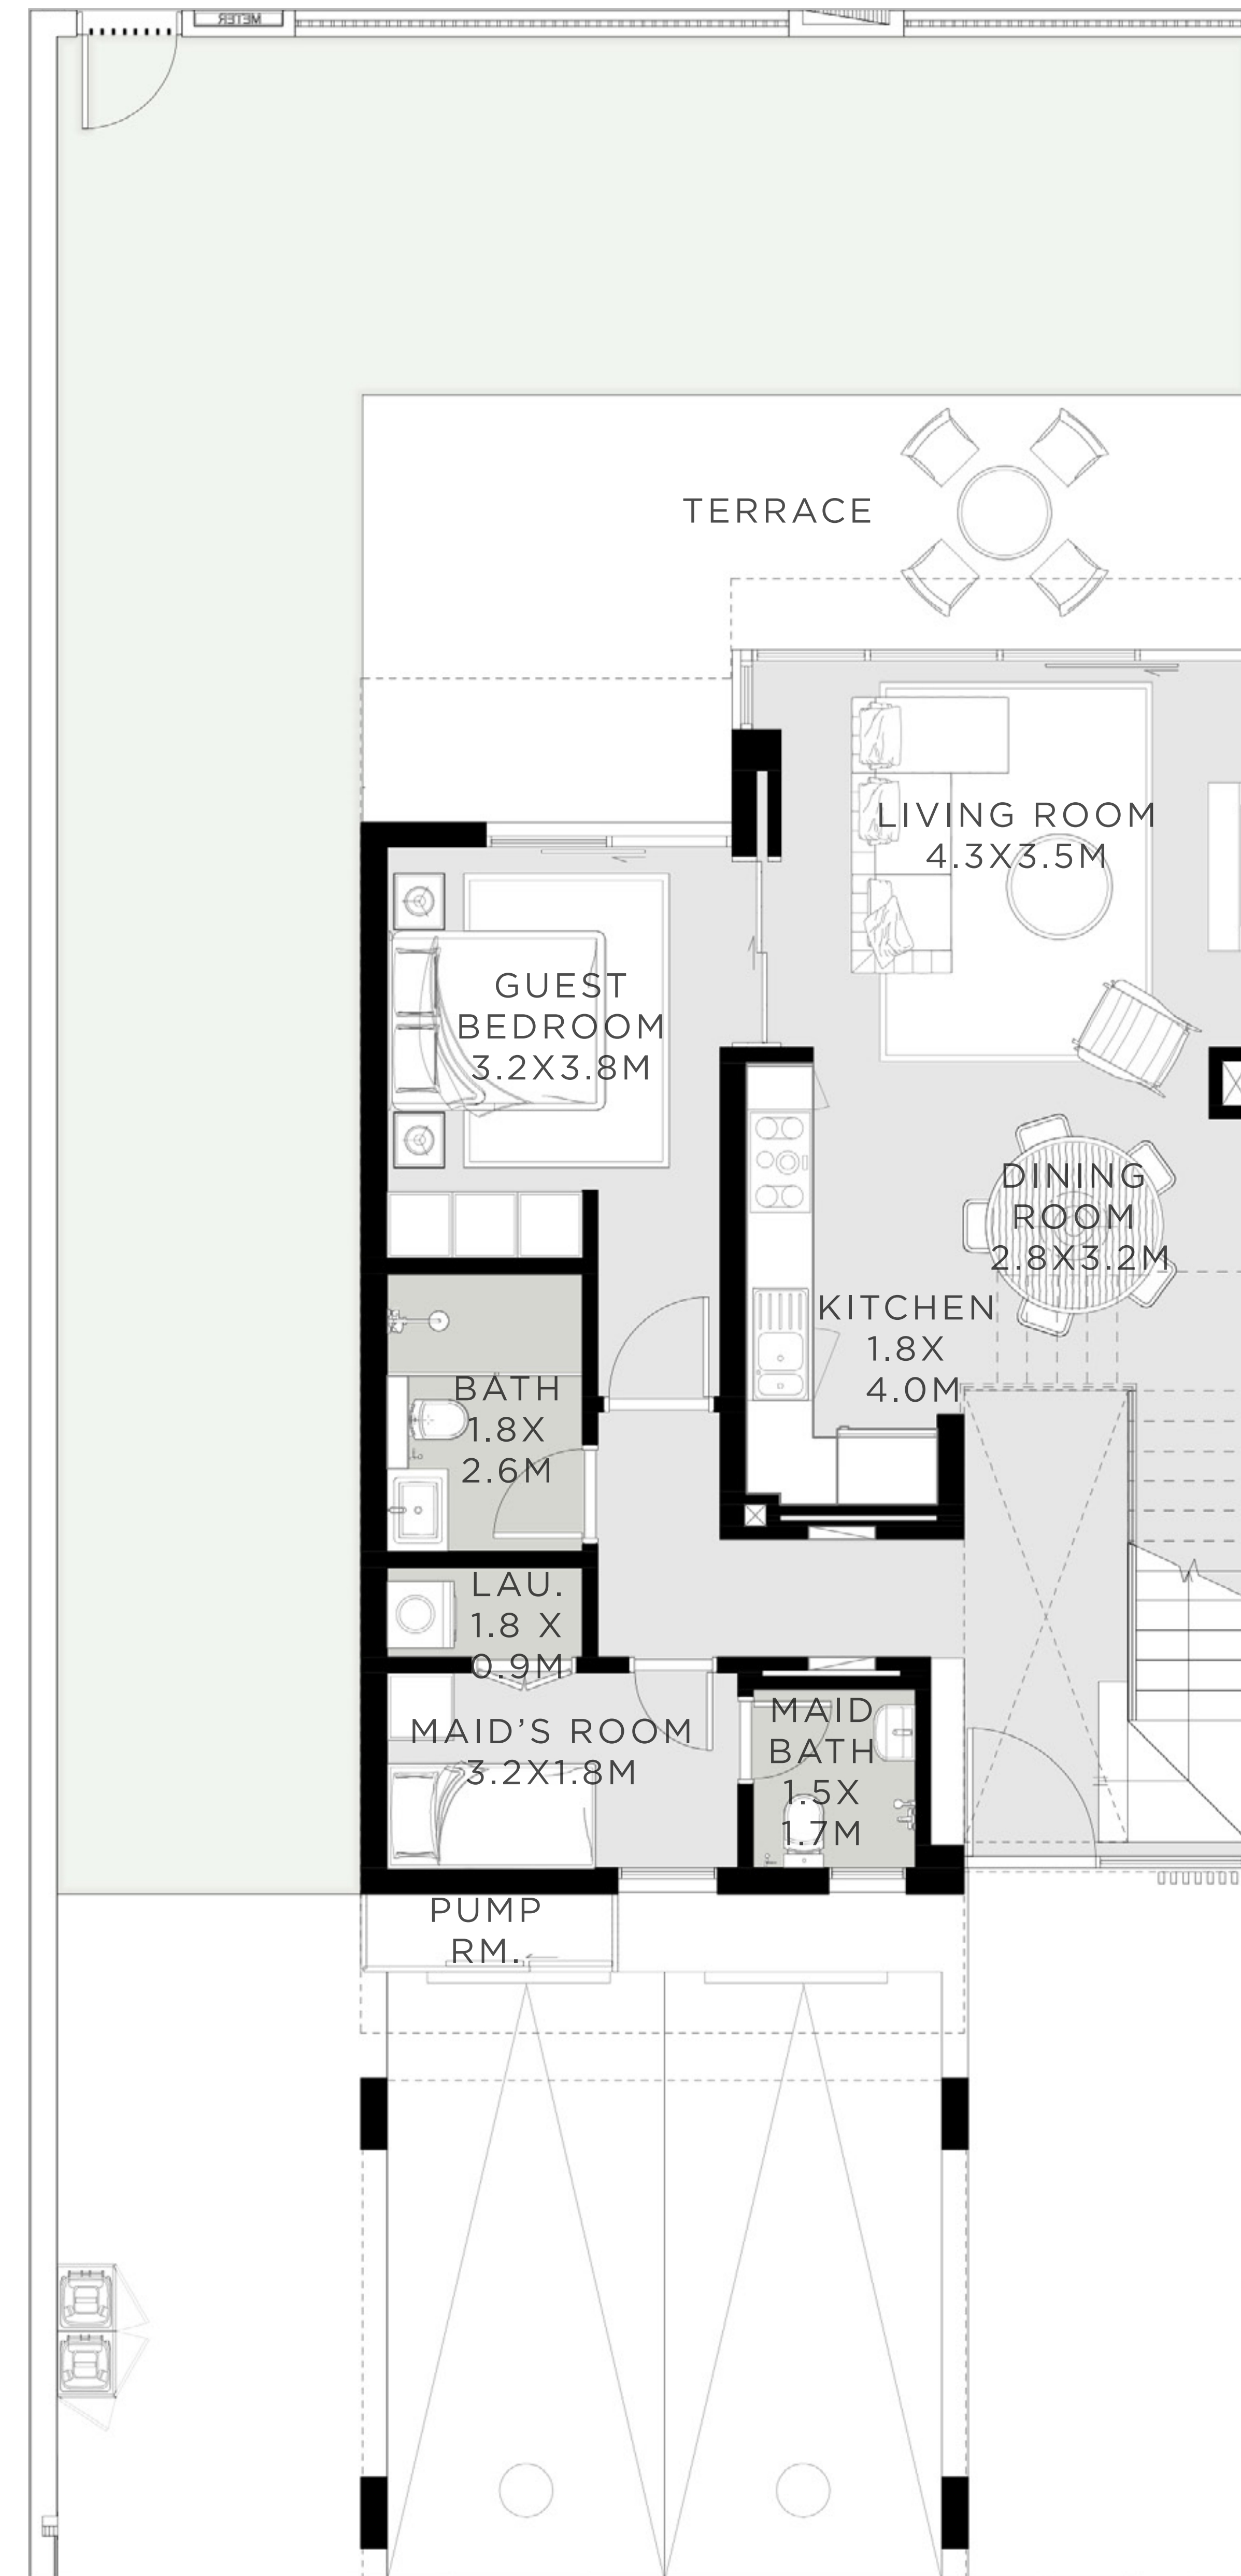 METER
TERRACE
LIVING ROOM
4.3X3.5M
GUEST
BEDROOM
3.2X3.8M
DINING
ROOM
2.8X3.2M
KITCHEN
1.8X
4.0M
BATH
1.8X
2.6M
LAU.
1.8 X
0.9M
MAID'S ROOM
3.2X1.8M
MAID
BATH
1.5X
1.7M
PUMP
RM.